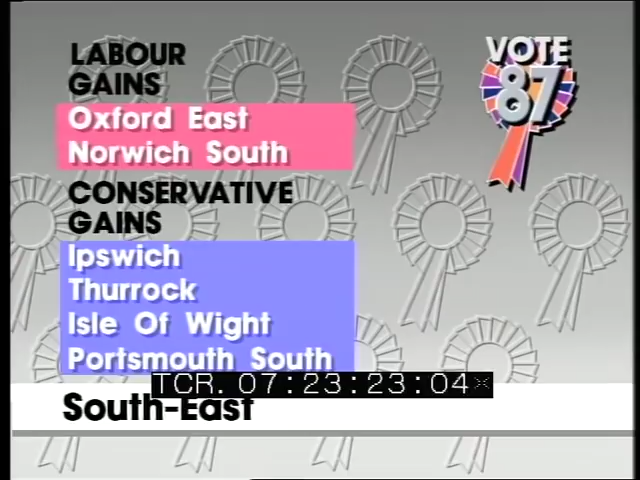 LABOUR
GAINS
Oxford East
Norwich South
CONSERVATIVE
GAINS
Ipswich
Thurrock
Isle Of Wight
Portsmouth South
South-East
VOTE
87
TCR. 07:23:23:04